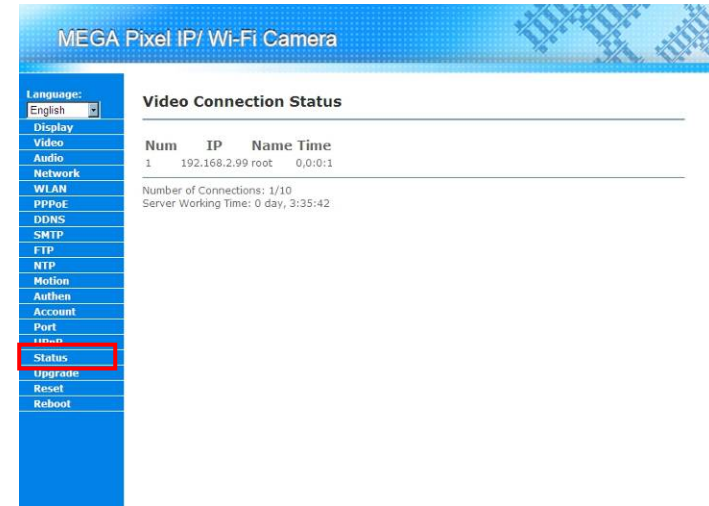 MEGA Pixel IP/ Wi-Fi Camera
Language:
English
Display
Video
Audio
Network
WLAN
PPPoE
DDNS
SMTP
FTP
NTP
Motion
Authen
Account
Port
UPnP
Status
Upgrade
Reset
Reboot
Video Connection Status
Num IP Name Time
1 192.168.2.99 root 0,0:0:1
Number of Connections: 1/10
Server Working Time: 0 day, 3:35:42